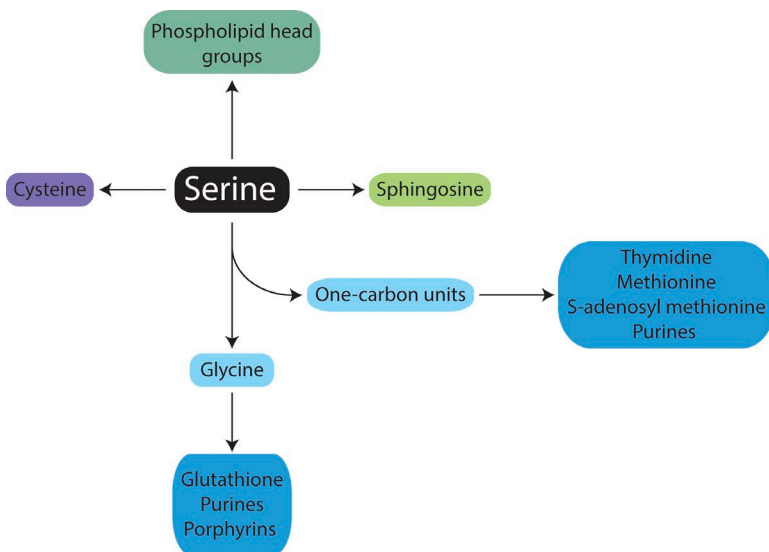 Phospholipid head
groups
Cysteine
Serine
Sphingosine
One-carbon units
Thymidine
Methionine
S-adenosyl methionine
Purines
Glycine
Glutathione
Purines
Porphyrins